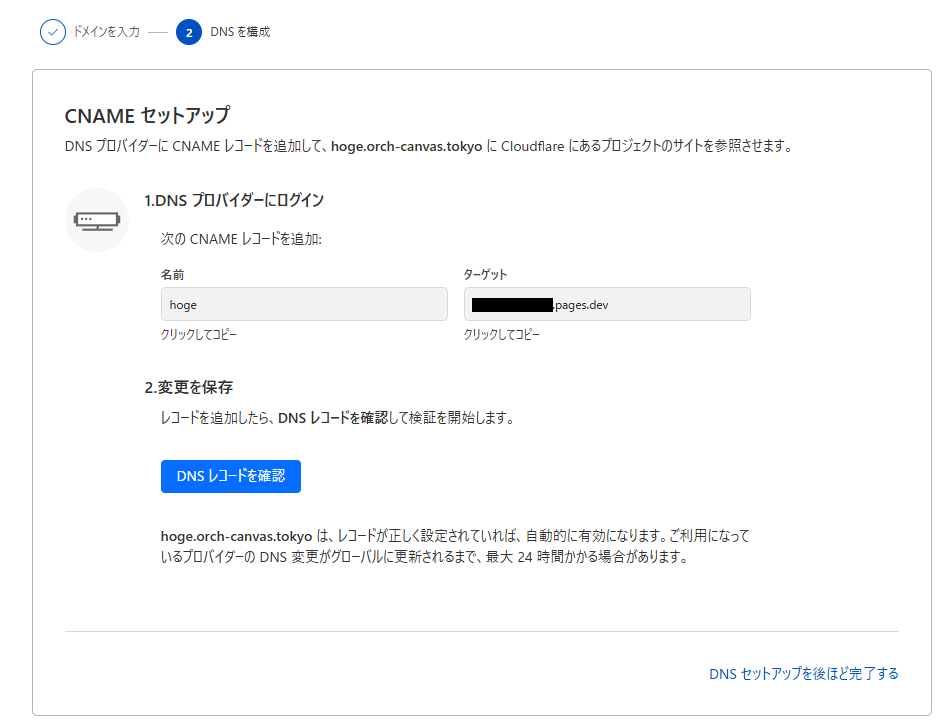 ドメインを入力
2
DNS を構成
CNAME セットアップ
DNS プロバイダーに CNAME レコードを追加して、hoge.orch-canvas.tokyo に Cloudflare にあるプロジェクトのサイトを参照させます。
1.DNS プロバイダーにログイン
次の CNAME レコードを追加:
名前
ターゲット
hoge
.pages.dev
クリックしてコピー
クリックしてコピー
2.変更を保存
レコードを追加したら、DNS レコードを確認して検証を開始します。
DNS レコードを確認
hoge.orch-canvas.tokyo は、レコードが正しく設定されていれば、自動的に有効になります。ご利用になって
いるプロバイダーの DNS 変更がグローバルに更新されるまで、最大 24 時間かかる場合があります。
DNS セットアップを後ほど完了する